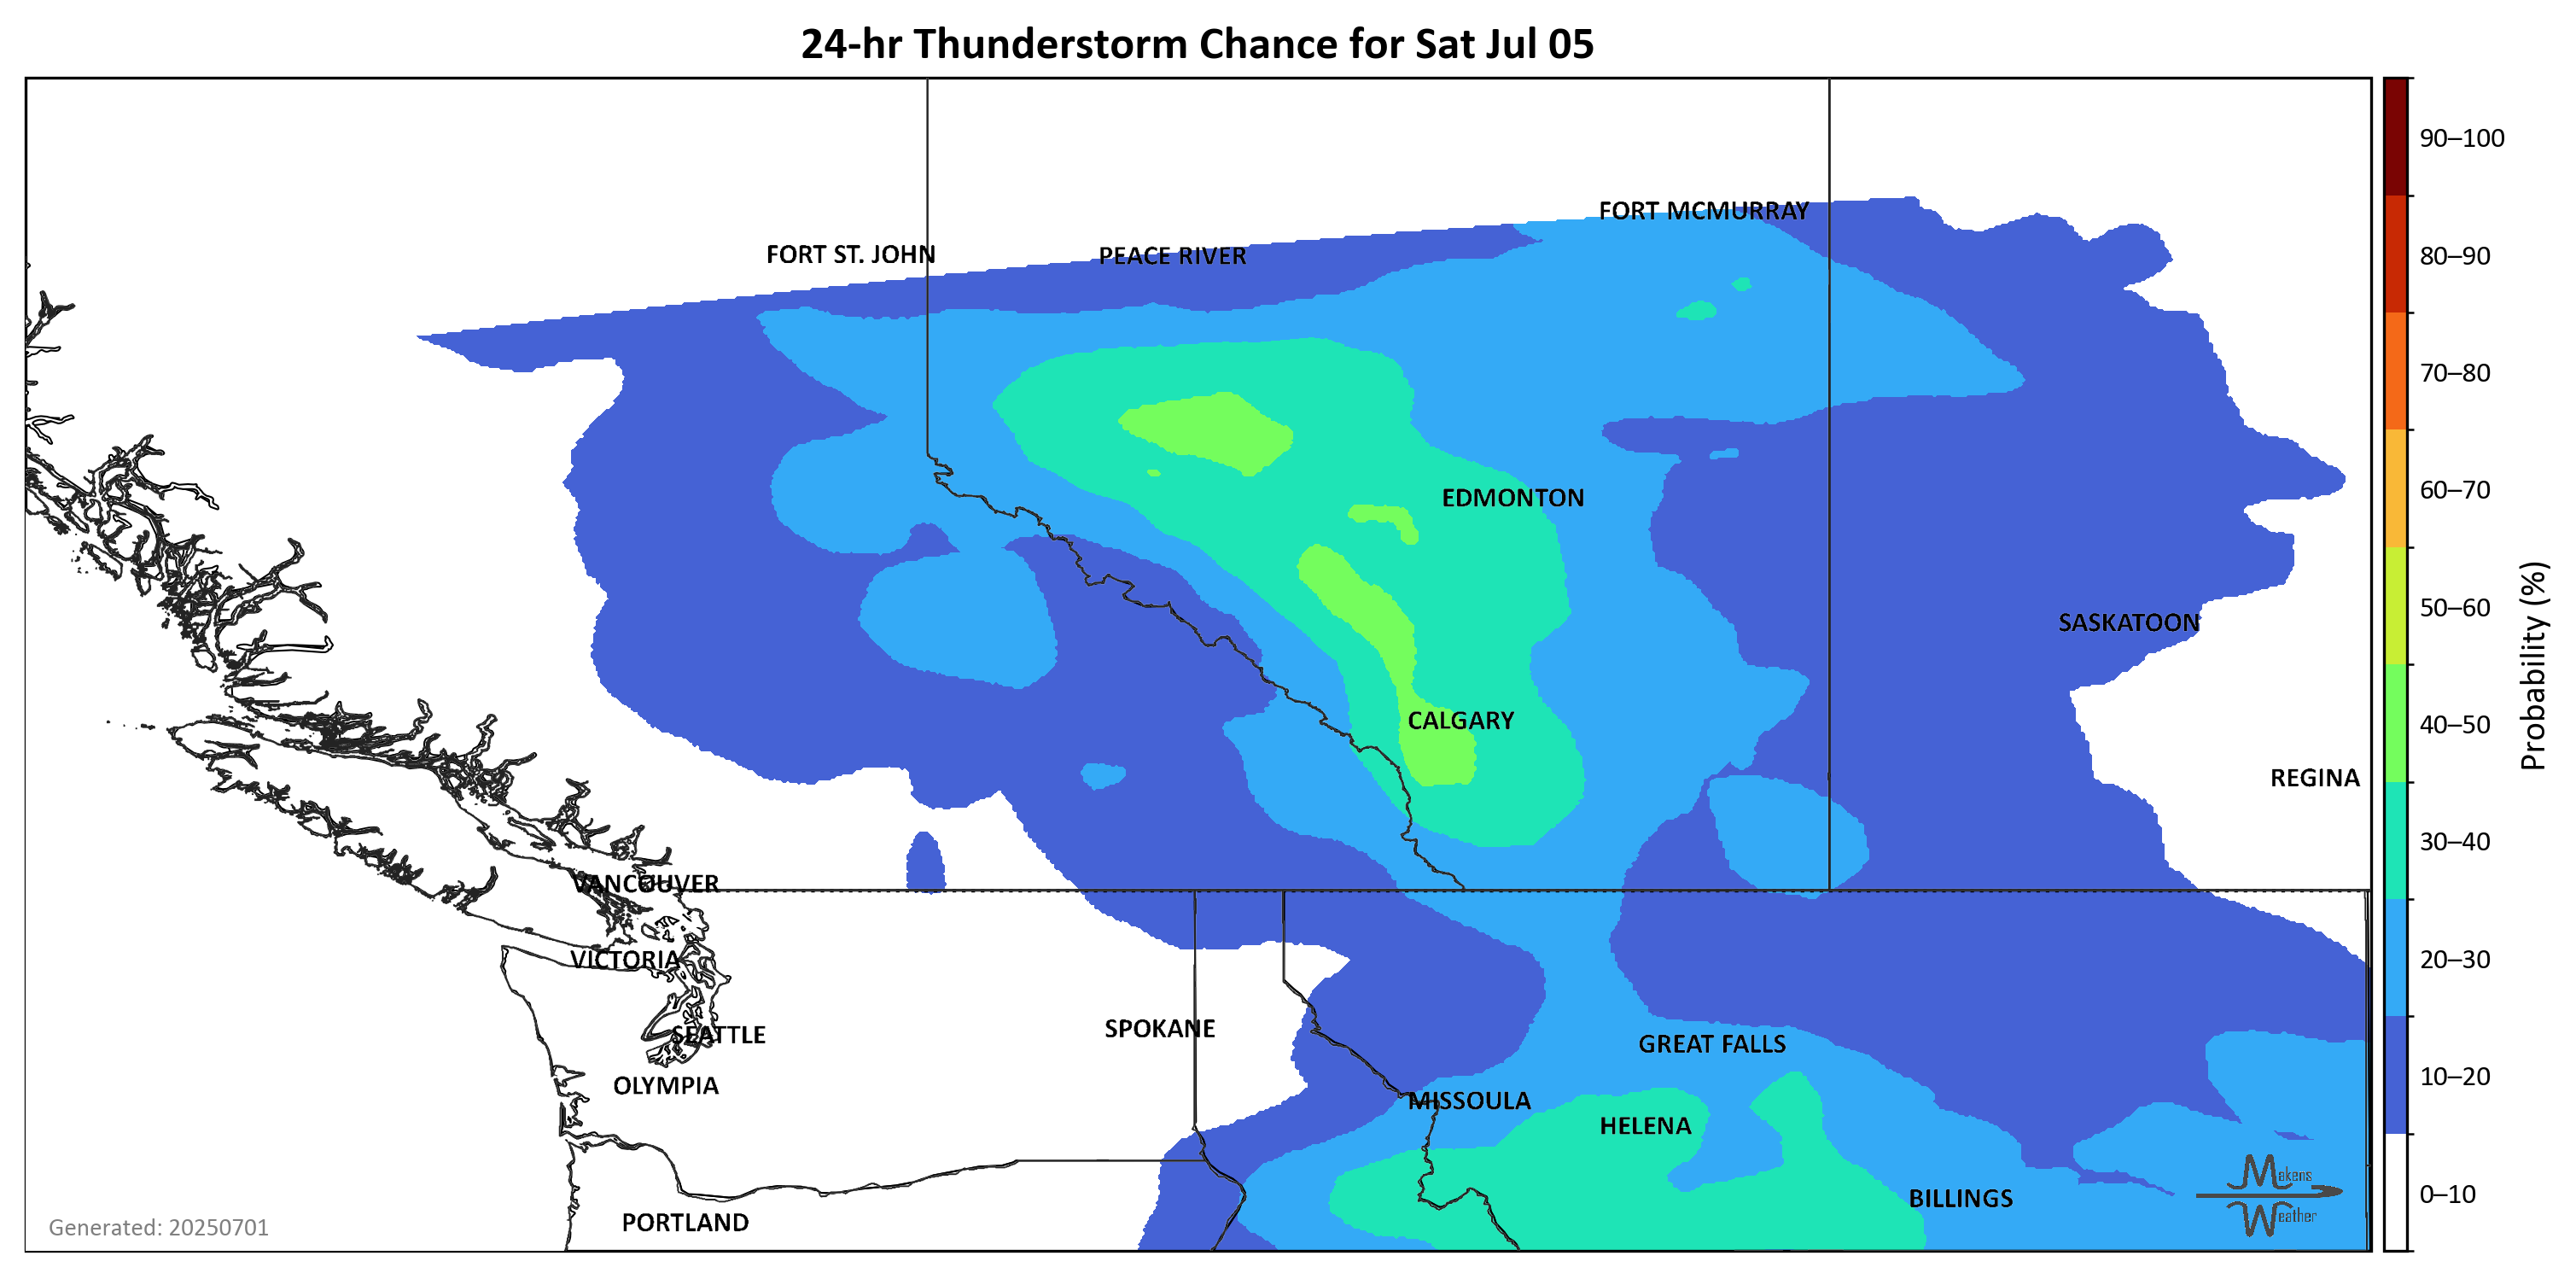 24-hr Thunderstorm Chance for Sat Jul 05
FORT MCMURRAY
FORT ST. JOHN
PEACE RIVER
EDMONTON
SASKATOON
CALGARY
REGINA
VANCOUVER
VICTORIA
SEATTLE
SPOKANE
GREAT FALLS
OLYMPIA
MISSOULA
HELENA
BILLINGS
PORTLAND
Makens
Weather
Generated: 20250701
90–100
80–90
70–80
60–70
50–60
40–50
30–40
20–30
10–20
0–10
Probability (%)